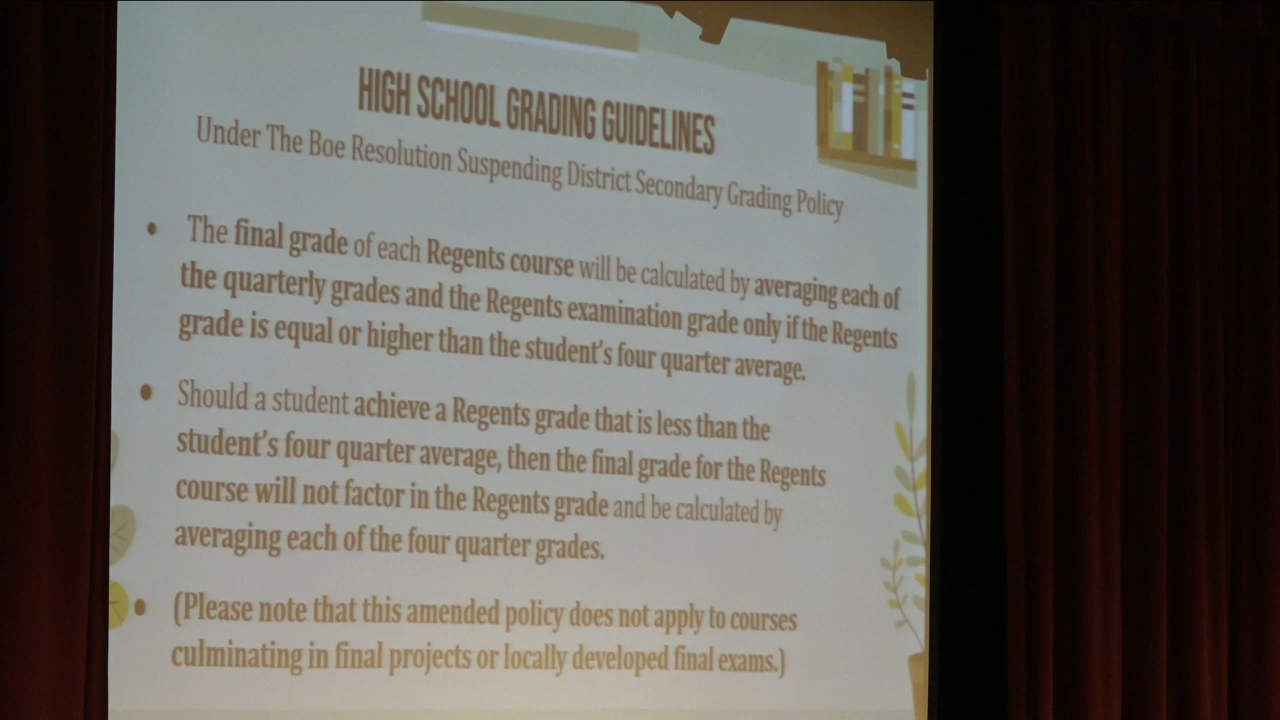 HIGH SCHOOL GRADING GUIDELINES
Under The Boe Resolution Suspending District Secondary Grading Policy
• The final grade of each Regents course will be calculated by averaging each of
the quarterly grades and the Regents examination grade only if the Regents
grade is equal or higher than the student's four quarter average.
• Should a student achieve a Regents grade that is less than the
student's four quarter average, then the final grade for the Regents
course will not factor in the Regents grade and be calculated by
averaging each of the four quarter grades.
• (Please note that this amended policy does not apply to courses
culminating in final projects or locally developed final exams.)